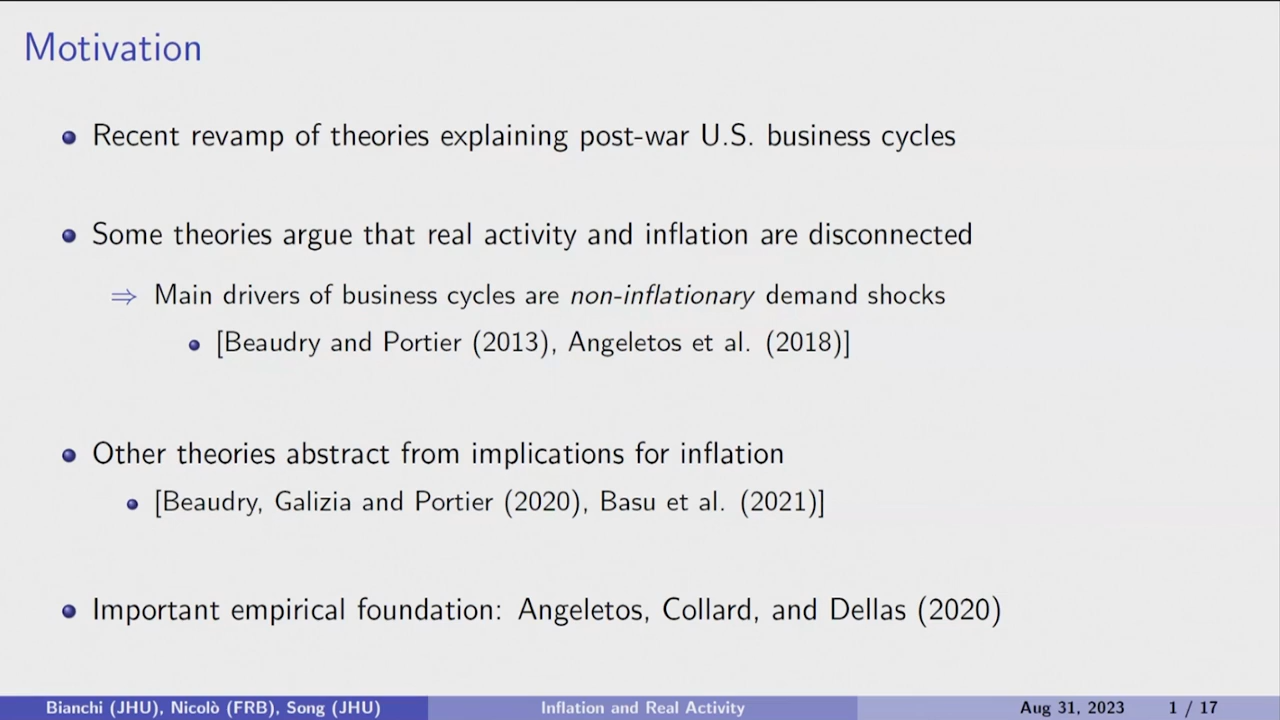 Motivation
Recent revamp of theories explaining post-war U.S. business cycles
Some theories argue that real activity and inflation are disconnected
⇒ Main drivers of business cycles are non-inflationary demand shocks
[Beaudry and Portier (2013), Angeletos et al. (2018)]
Other theories abstract from implications for inflation
[Beaudry, Galizia and Portier (2020), Basu et al. (2021)]
Important empirical foundation: Angeletos, Collard, and Dellas (2020)
Bianchi (JHU), Nicolò (FRB), Song (JHU) Inflation and Real Activity Aug 31, 2023 1 / 17